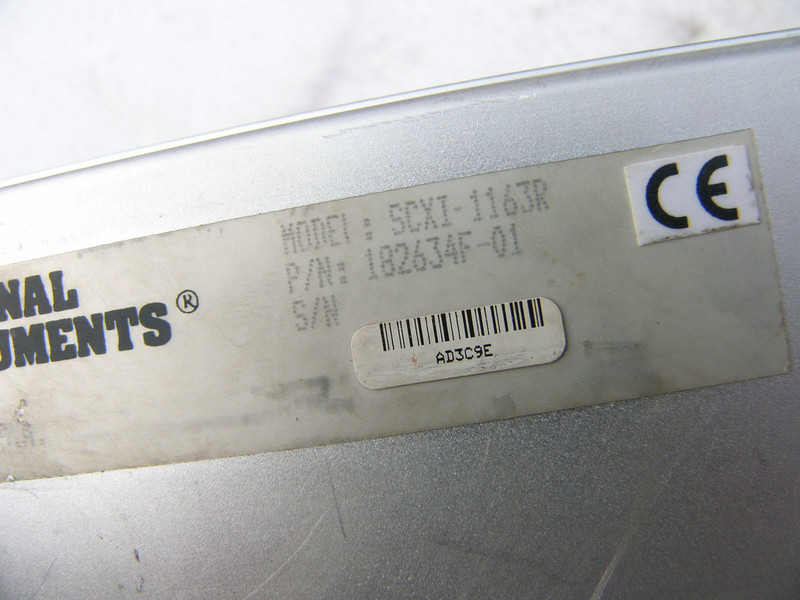 NAL
UMENTS®
MODEL: SCXI-1163R
P/N: 182634F-01
S/N
AD3C9E
CE